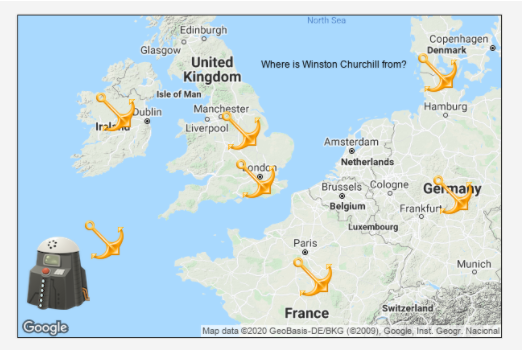 North Sea
Edinburgh
Glasgow
Copenhagen
Denmark
United
Kingdom
Where is Winston Churchill from?
Isle of Man
Hamburg
Manchester
Dublin
Ireland
Liverpool
Amsterdam
Netherlands
London
Brussels
Cologne
Germany
Belgium
Frankfurt
Luxembourg
Paris
Munich
France
Switzerland
Google
Map data ©2020 GeoBasis-DE/BKG (©2009), Google, Inst. Geogr. Nacional